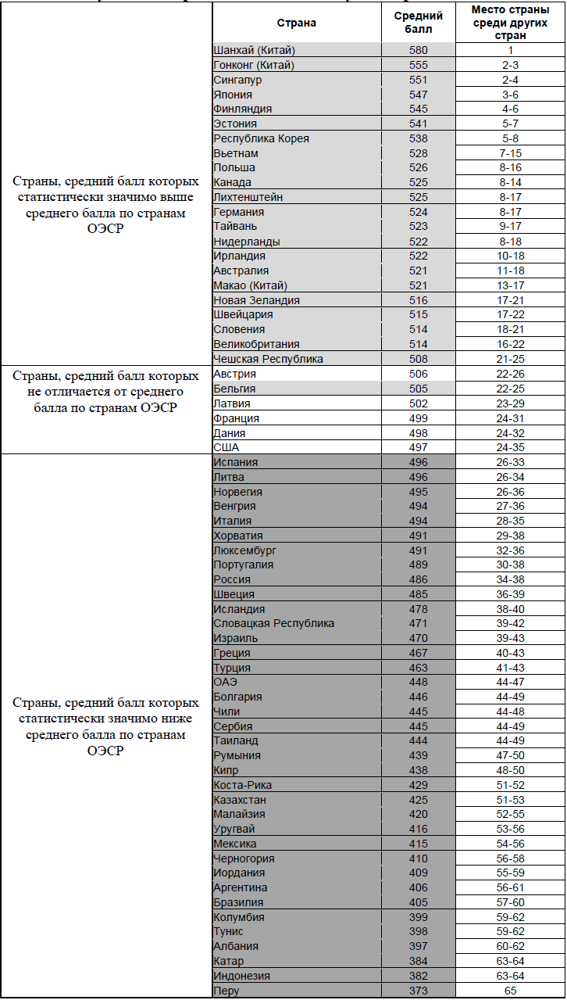 Страна Средний балл Место страны среди других стран
Страны, средний балл которых статистически значимо выше среднего балла по странам ОЭСР
Шанхай (Китай) 580 1
Гонконг (Китай) 555 2-3
Сингапур 551 2-4
Япония 547 3-6
Финляндия 545 4-6
Эстония 541 5-7
Республика Корея 538 5-8
Вьетнам 528 7-15
Польша 526 8-16
Канада 525 8-14
Лихтенштейн 525 8-17
Германия 524 8-17
Тайвань 523 9-17
Нидерланды 522 8-18
Ирландия 522 10-18
Австралия 521 11-18
Макао (Китай) 521 13-17
Новая Зеландия 516 17-21
Швейцария 515 17-22
Словения 514 18-21
Великобритания 514 16-22
Чешская Республика 508 21-25
Страны, средний балл которых не отличается от среднего балла по странам ОЭСР
Австрия 506 22-26
Бельгия 505 22-25
Латвия 502 23-29
Франция 499 24-31
Дания 498 24-32
США 497 24-35
Страны, средний балл которых статистически значимо ниже среднего балла по странам ОЭСР
Испания 496 26-33
Литва 496 26-34
Норвегия 495 26-36
Венгрия 494 27-36
Италия 494 28-35
Хорватия 491 29-38
Люксембург 491 32-36
Португалия 489 30-38
Россия 486 34-38
Швеция 485 36-39
Исландия 478 38-40
Словацкая Республика 471 39-42
Израиль 470 39-43
Греция 467 40-43
Турция 463 41-43
ОАЭ 448 44-47
Болгария 446 44-49
Чили 445 44-48
Сербия 445 44-49
Таиланд 444 44-49
Румыния 439 47-50
Кипр 438 48-50
Коста-Рика 429 51-52
Казахстан 425 51-53
Малайзия 420 52-55
Уругвай 416 53-56
Мексика 415 54-56
Черногория 410 56-58
Иордания 409 55-59
Аргентина 406 56-61
Бразилия 405 57-60
Колумбия 399 59-62
Тунис 398 59-62
Албания 397 60-62
Катар 384 63-64
Индонезия 382 63-64
Перу 373 65